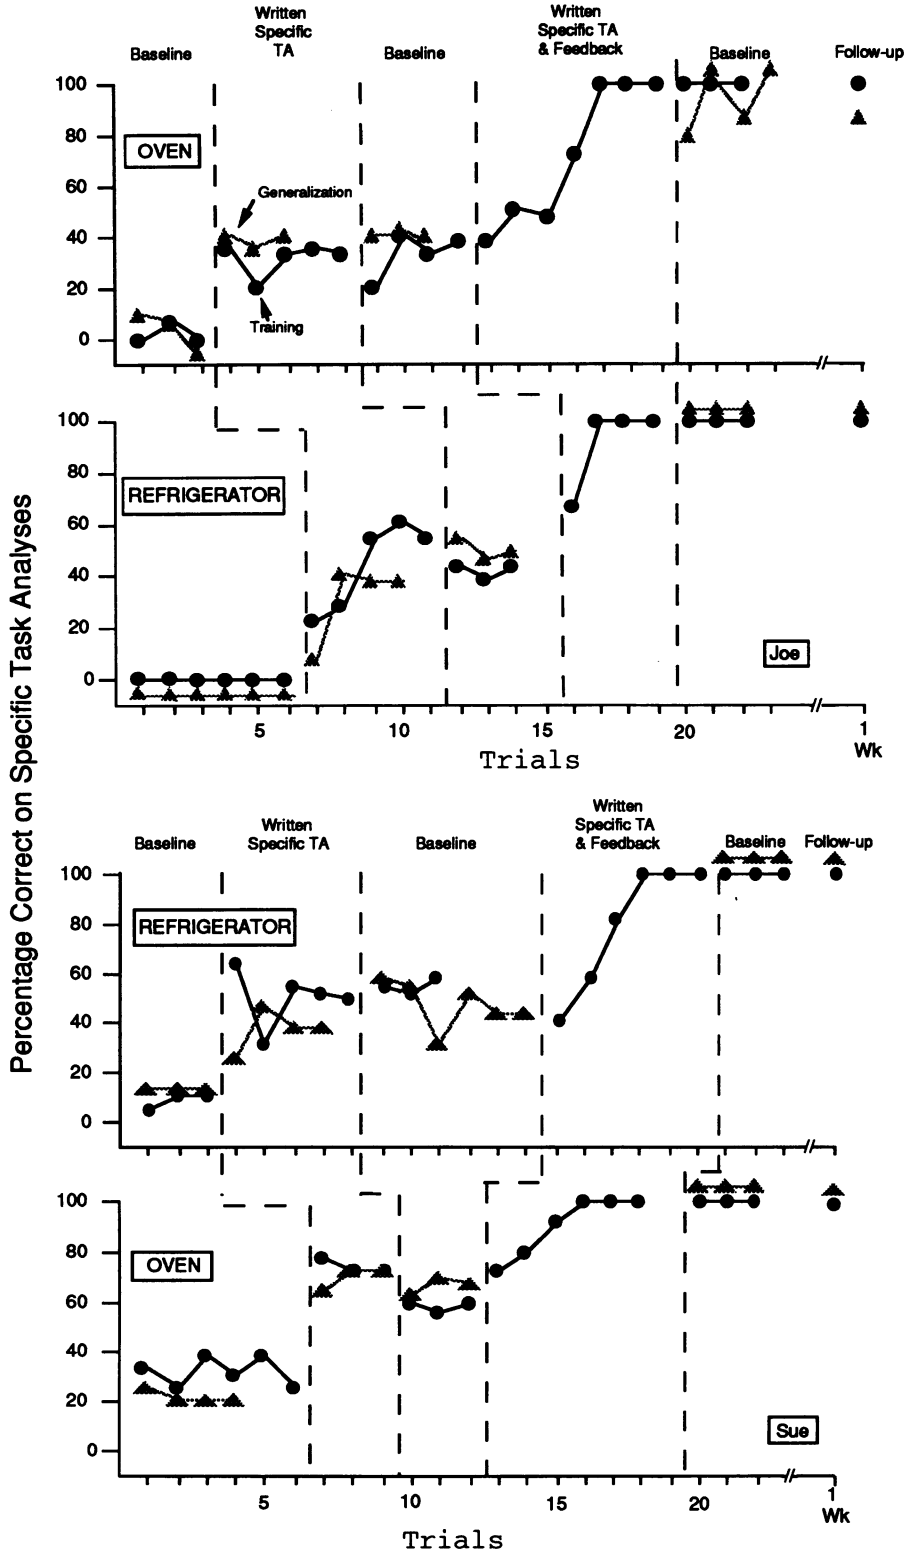 Written
Specific
TA
Written
Specific TA
& Feedback
Baseline
Baseline
Baseline
Follow-up
100
80
60
40
20
0
OVEN
Generalization
Training
100
80
60
40
20
0
REFRIGERATOR
Joe
5
10
15
20
1
Wk
Trials
Percentage Correct on Specific Task Analyses
Written
Specific TA
& Feedback
Written
Specific TA
Baseline
Baseline
Baseline
Follow-up
100
80
60
40
20
0
REFRIGERATOR
100
80
60
40
20
0
OVEN
Sue
5
10
15
20
1
Wk
Trials